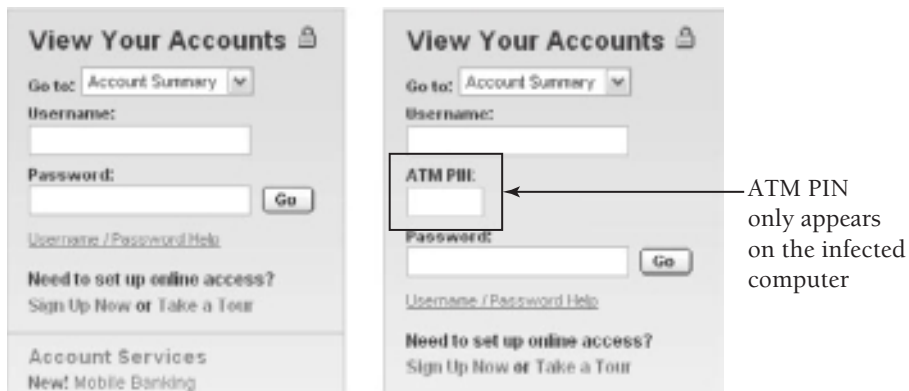 View Your Accounts
Go to: Account Summary
Username:
Password:
Go
Username / Password Help
Need to set up online access?
Sign Up Now or Take a Tour
Account Services
New! Mobile Banking
View Your Accounts
Go to: Account Summary
Username:
ATM PIN:
Password:
Go
Username / Password Help
Need to set up online access?
Sign Up Now or Take a Tour
ATM PIN
only appears
on the infected
computer